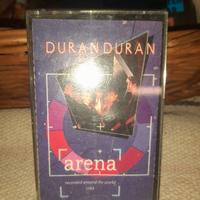 DURANDURAN
arena
recorded around the world
1984